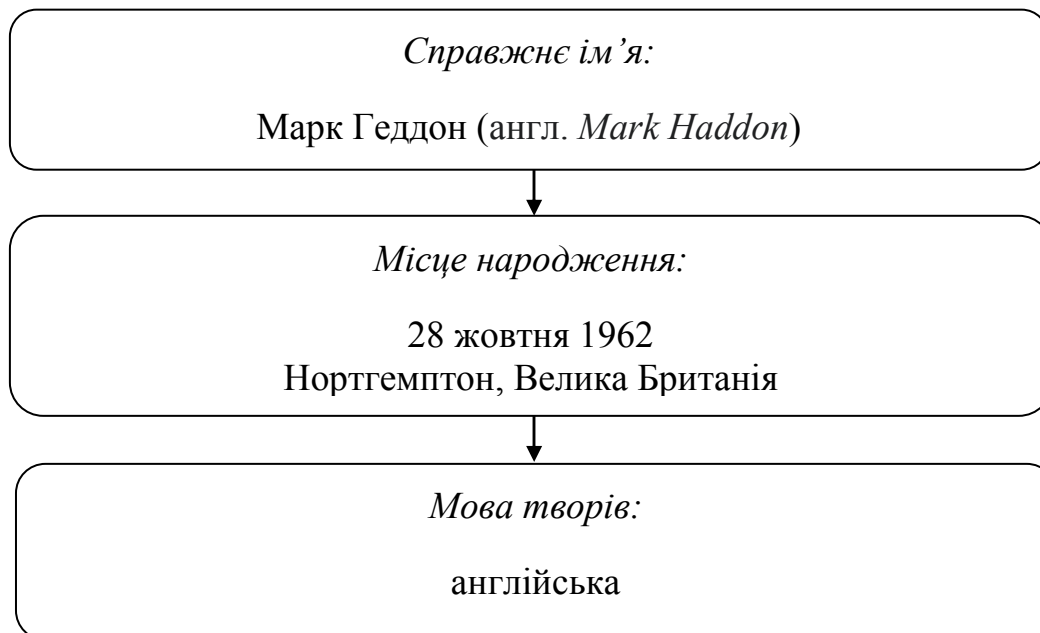 Справжнє ім’я:
Марк Геддон (англ. Mark Haddon)
Місце народження:
28 жовтня 1962
Нортгемптон, Велика Британія
Мова творів:
англійська